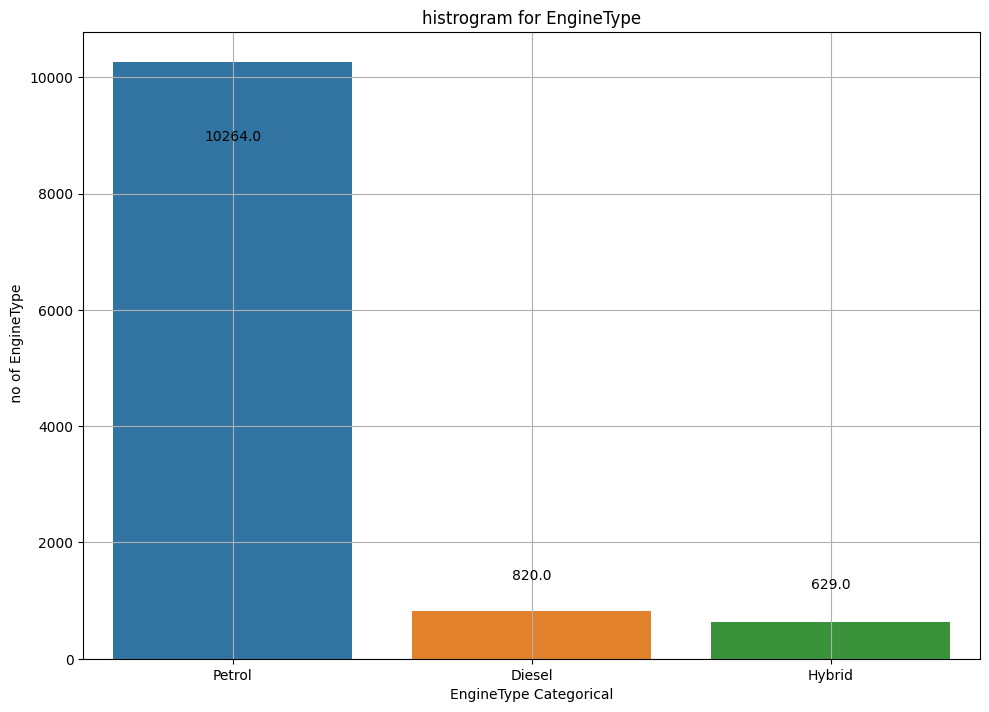 histrogram for EngineType
10000
8000
6000
4000
2000
0
no of EngineType
10264.0
820.0
629.0
Petrol
Diesel
Hybrid
EngineType Categorical